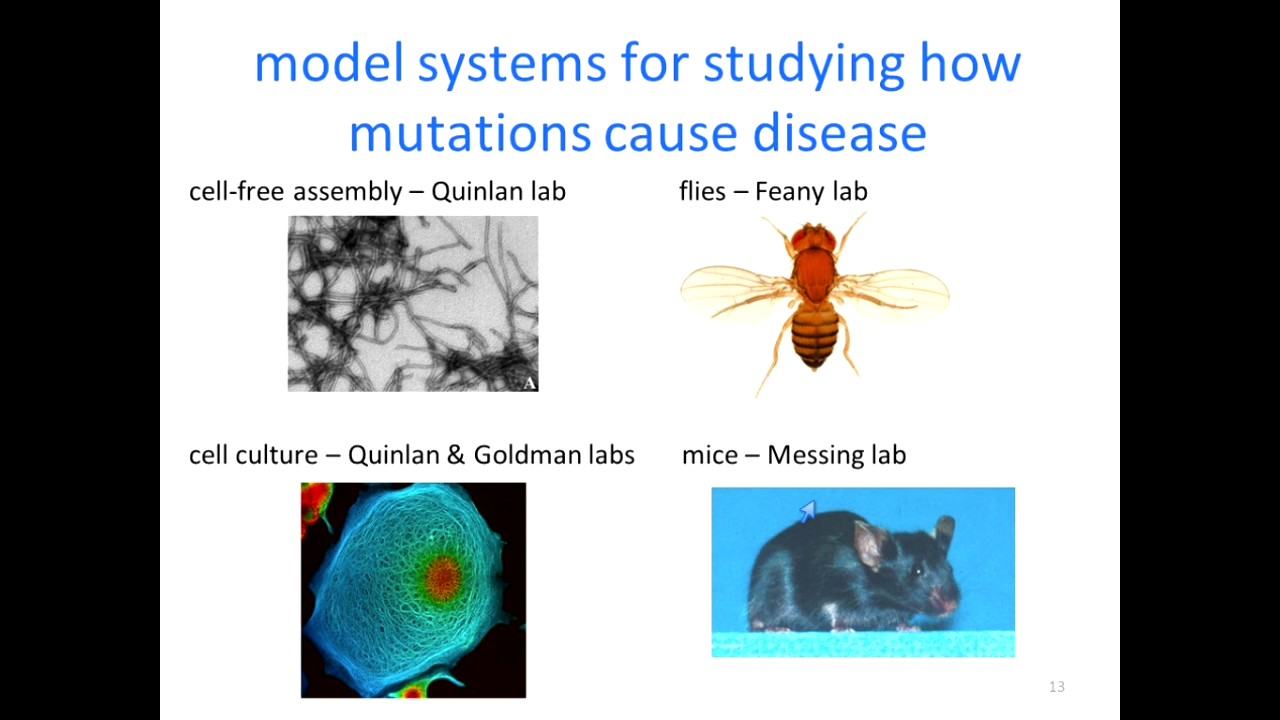 model systems for studying how
mutations cause disease
cell-free assembly – Quinlan lab
flies – Feany lab
A
cell culture – Quinlan & Goldman labs
mice – Messing lab
13